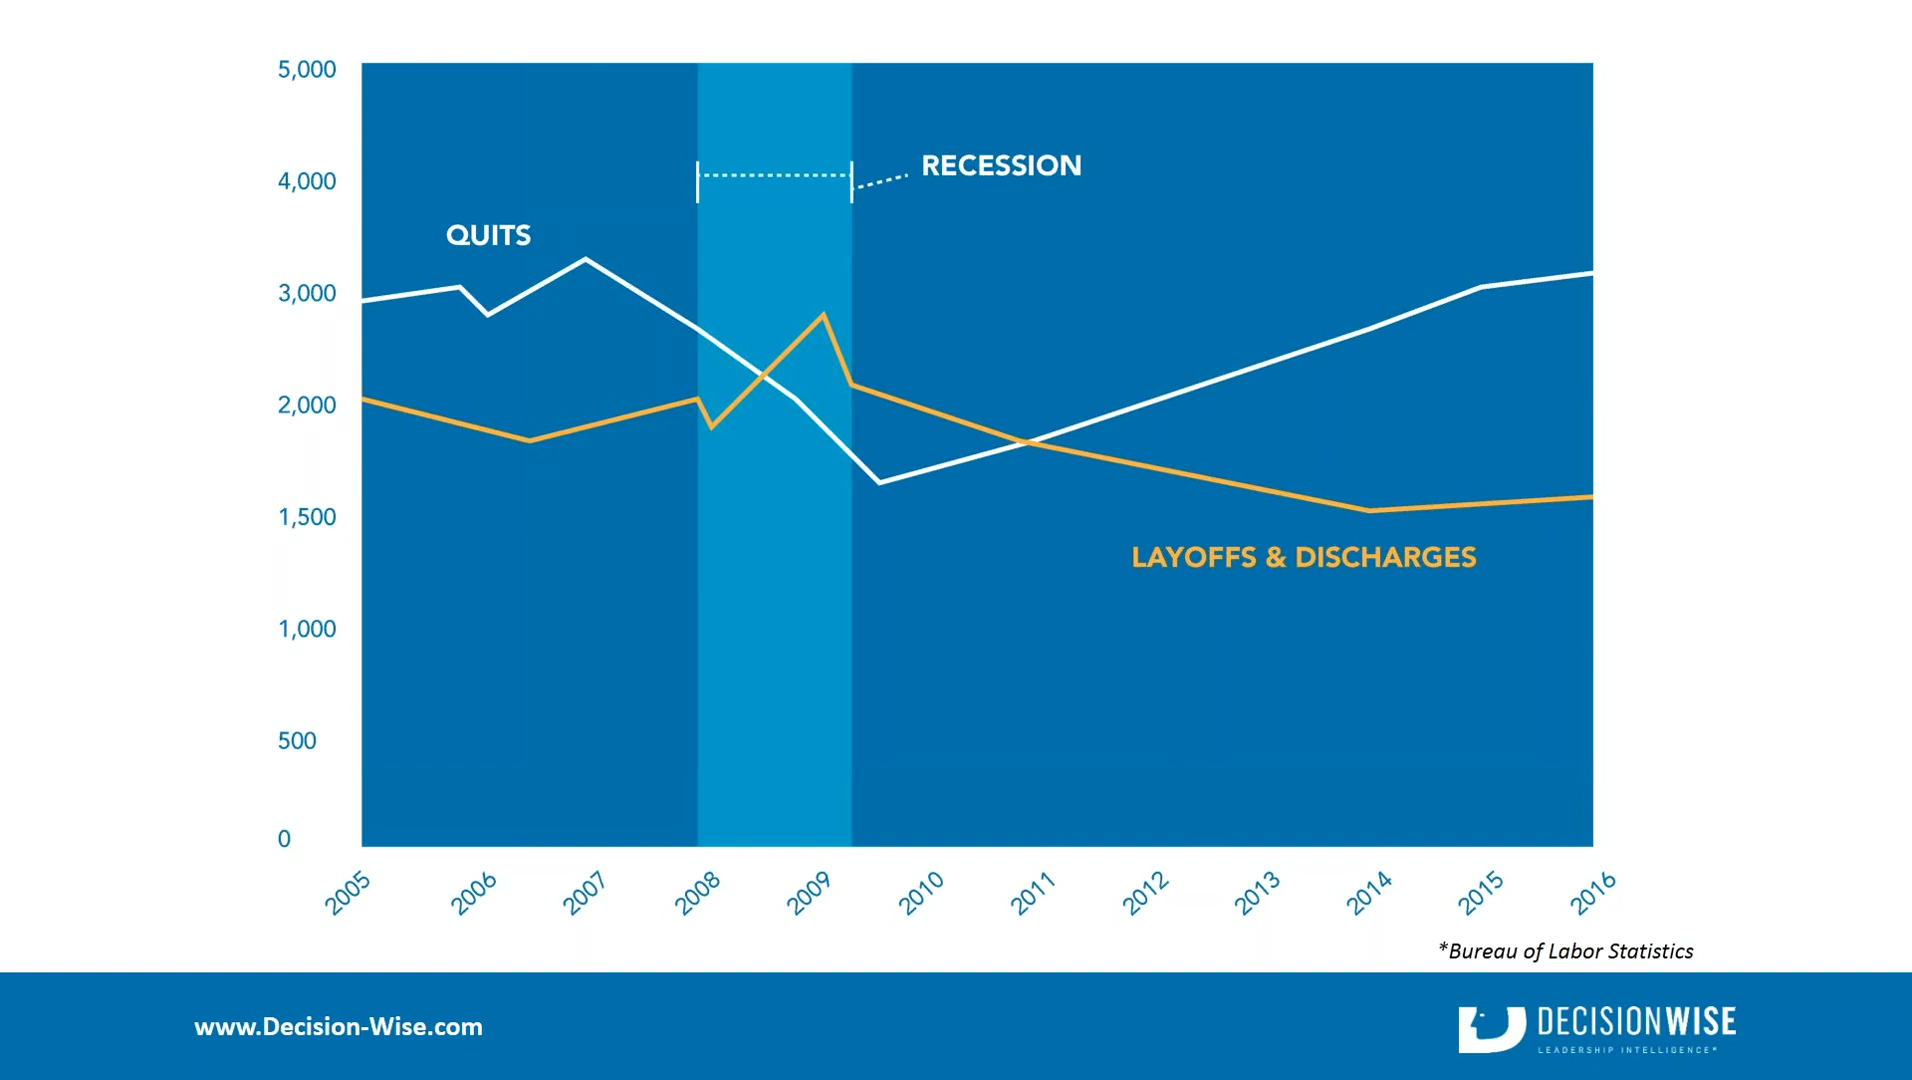 5,000
4,000
3,000
2,000
1,500
1,000
500
0
RECESSION
QUITS
LAYOFFS & DISCHARGES
2005
2006
2007
2008
2009
2010
2011
2012
2013
2014
2015
2016
*Bureau of Labor Statistics
www.Decision-Wise.com
DECISIONWISE
LEADERSHIP INTELLIGENCE